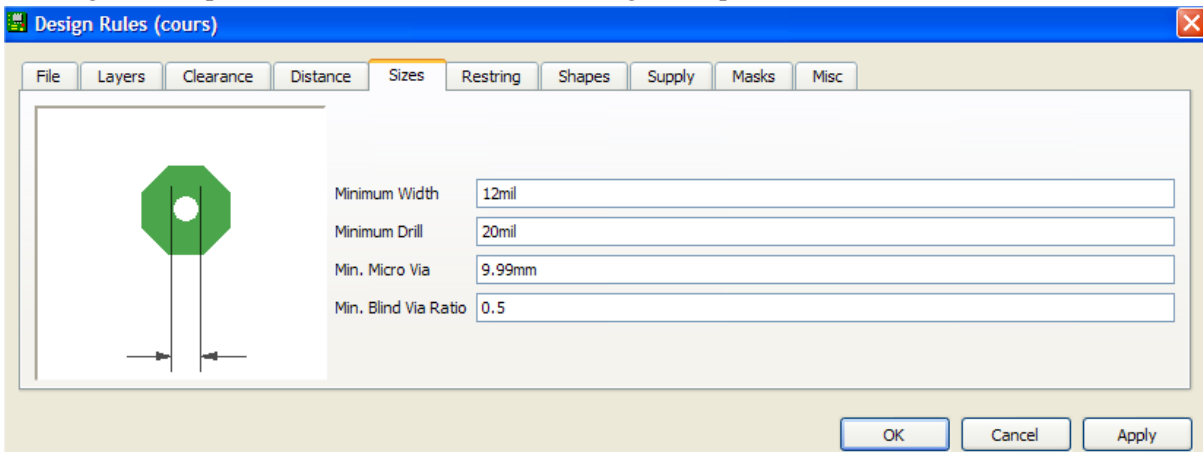 Design Rules (cours)
File Layers Clearance Distance Sizes Restring Shapes Supply Masks Misc
Minimum Width 12mil
Minimum Drill 20mil
Min. Micro Via 9.99mm
Min. Blind Via Ratio 0.5
OK Cancel Apply